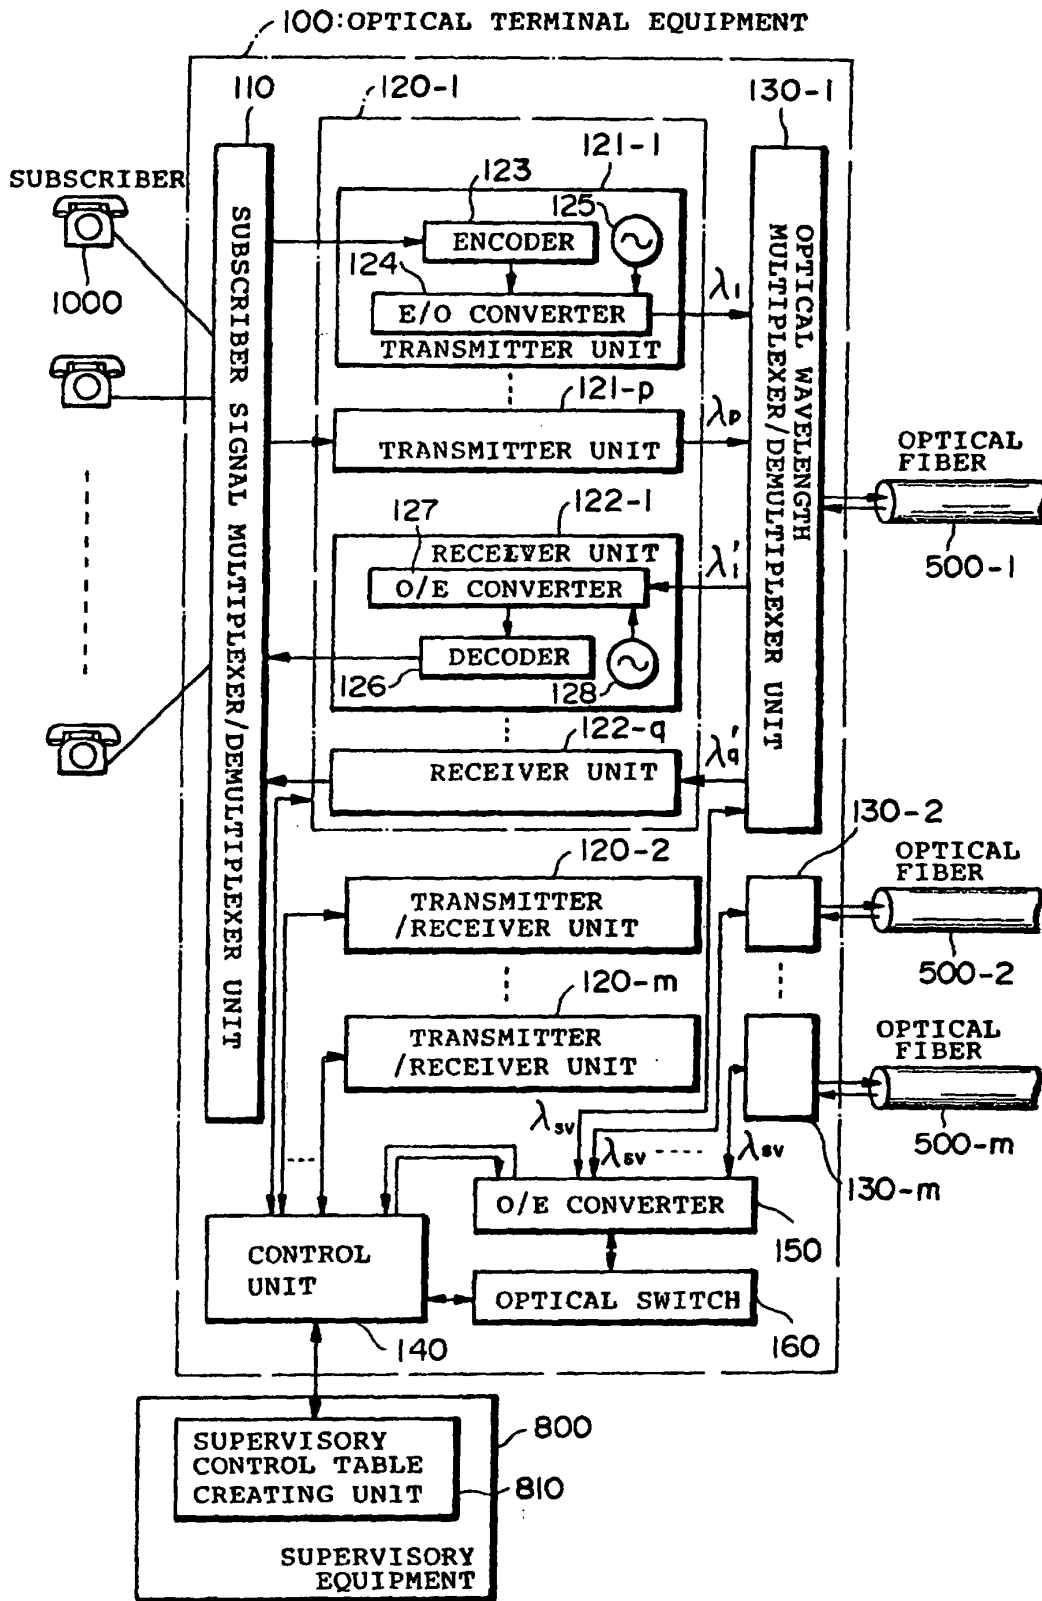 100:OPTICAL TERMINAL EQUIPMENT
110
120-1
130-1
SUBSCRIBER
1000
SUBSCRIBER SIGNAL MULTIPLEXER/DEMULTIPLEXER UNIT
121-1
123
125
ENCODER
124
E/O CONVERTER
TRANSMITTER UNIT
λ1
121-p
TRANSMITTER UNIT
λp
OPTICAL WAVELENGTH
MULTIPLEXER/DEMULTIPLEXER UNIT
OPTICAL
FIBER
500-1
127
122-1
RECEIVER UNIT
O/E CONVERTER
λ1'
DECODER
126
128
122-q
RECEIVER UNIT
λq'
130-2
OPTICAL
FIBER
500-2
120-2
TRANSMITTER
/RECEIVER UNIT
120-m
TRANSMITTER
/RECEIVER UNIT
OPTICAL
FIBER
500-m
130-m
λsv
λsv
λsv
O/E CONVERTER
150
CONTROL
UNIT
140
OPTICAL SWITCH
160
SUPERVISORY
CONTROL TABLE
CREATING UNIT
800
810
SUPERVISORY
EQUIPMENT